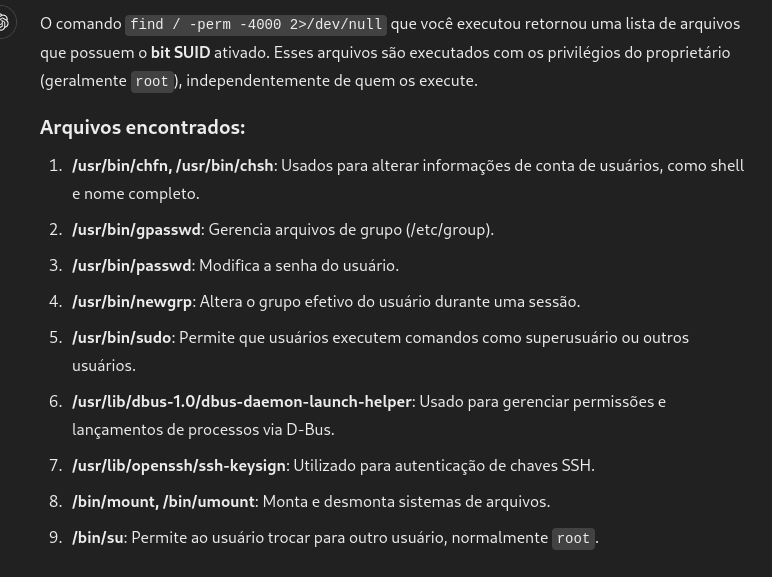 O comando find / -perm -4000 2>/dev/null que você executou retornou uma lista de arquivos
que possuem o bit SUID ativado. Esses arquivos são executados com os privilégios do proprietário
(geralmente root), independentemente de quem os execute.
Arquivos encontrados:
1. /usr/bin/chfn, /usr/bin/chsh: Usados para alterar informações de conta de usuários, como shell
e nome completo.
2. /usr/bin/gpasswd: Gerencia arquivos de grupo (/etc/group).
3. /usr/bin/passwd: Modifica a senha do usuário.
4. /usr/bin/newgrp: Altera o grupo efetivo do usuário durante uma sessão.
5. /usr/bin/sudo: Permite que usuários executem comandos como superusuário ou outros
usuários.
6. /usr/lib/dbus-1.0/dbus-daemon-launch-helper: Usado para gerenciar permissões e
lançamentos de processos via D-Bus.
7. /usr/lib/openssh/ssh-keysign: Utilizado para autenticação de chaves SSH.
8. /bin/mount, /bin/umount: Monta e desmonta sistemas de arquivos.
9. /bin/su: Permite ao usuário trocar para outro usuário, normalmente root.